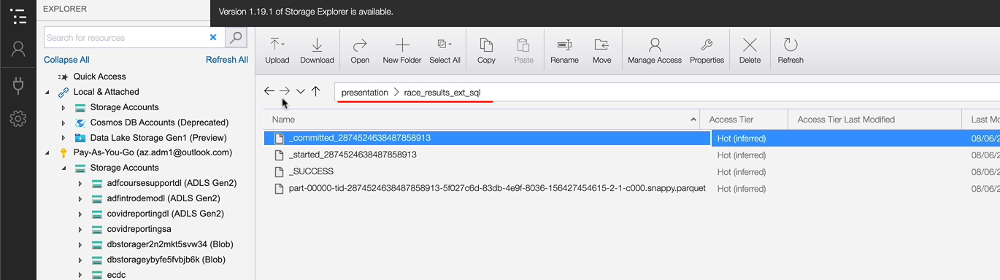 EXPLORER
Version 1.19.1 of Storage Explorer is available.
Search for resources
Collapse All Refresh All
Upload Download Open New Folder Select All Copy Paste Rename Move Manage Access Properties Delete Refresh
Quick Access
Local & Attached
Storage Accounts
Cosmos DB Accounts (Deprecated)
Data Lake Storage Gen1 (Preview)
Pay-As-You-Go (az.adm1@outlook.com)
Storage Accounts
adfcoursesupportdl (ADLS Gen2)
adfintrodemodl (ADLS Gen2)
covidreportingdl (ADLS Gen2)
covidreportingsa
dbstorager2n2mkt5svw34 (Blob)
dbstorageybyfe5fvbjb6k (Blob)
ecdc
presentation race_results_ext_sql
Name Access Tier Access Tier Last Modified Last Mo
_committed_2874524638487858913 Hot (inferred) 08/06/2
_started_2874524638487858913 Hot (inferred) 08/06/2
_SUCCESS Hot (inferred) 08/06/2
part-00000-tid-2874524638487858913-5f027c6d-83db-4e9f-8036-156427454615-2-1-c000.snappy.parquet Hot (inferred) 08/06/2